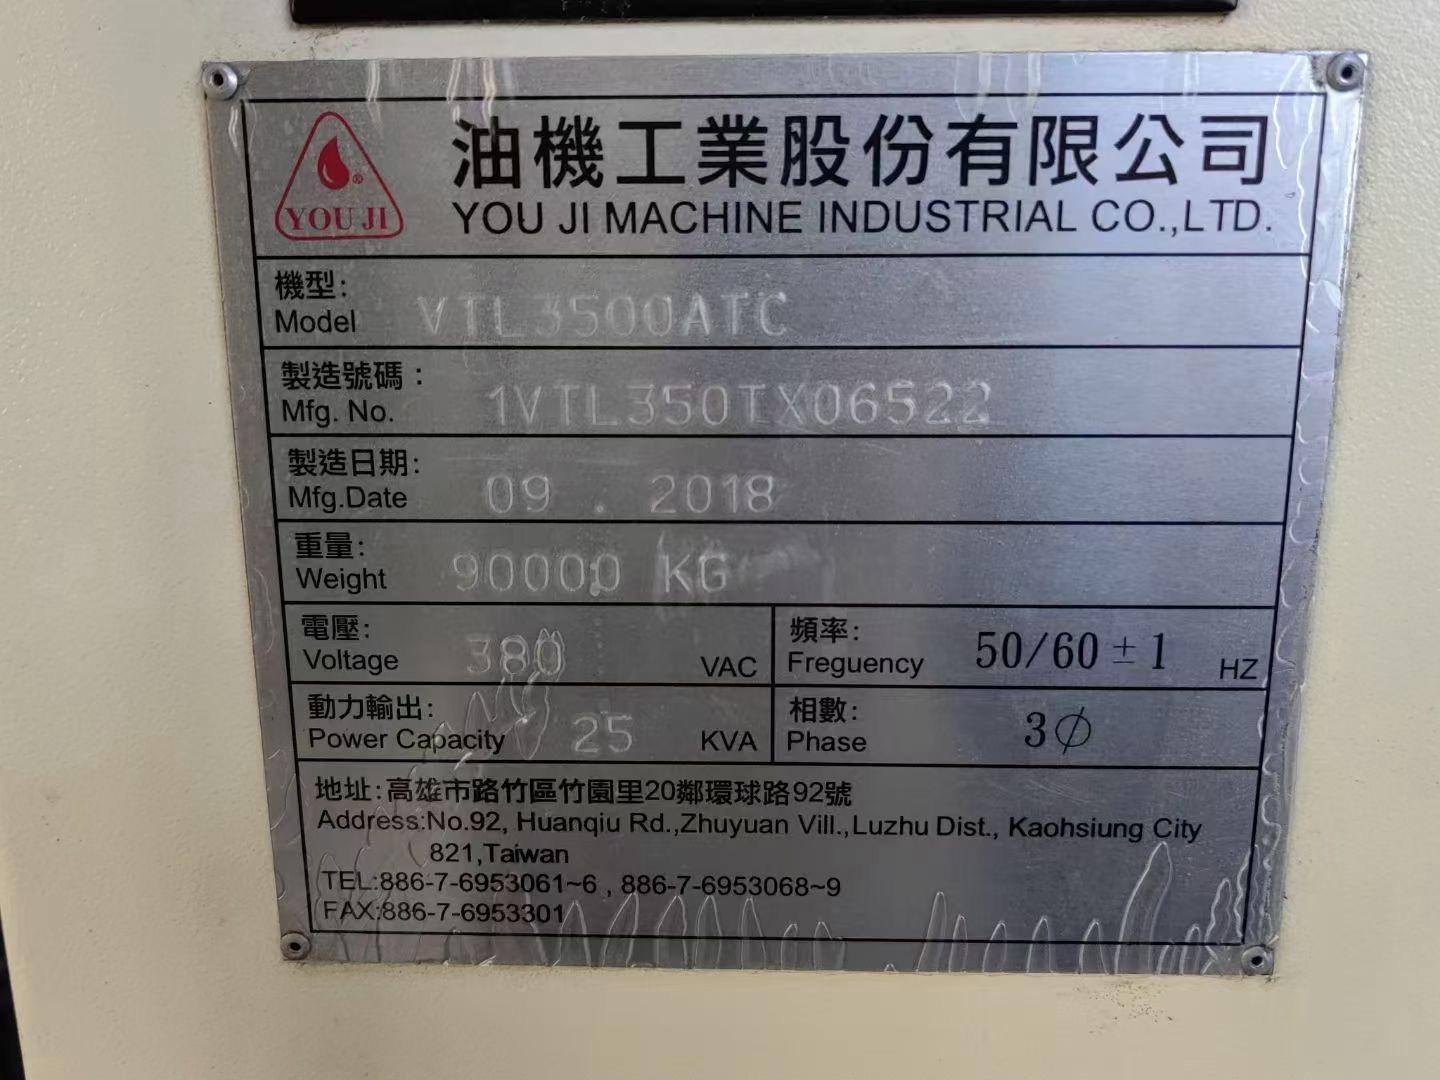 YOU JI®
油機工業股份有限公司
YOU JI MACHINE INDUSTRIAL CO.,LTD.
機型:
Model VTL3500ATC
製造號碼:
Mfg. No. 1VTL350TX06522
製造日期:
Mfg.Date 09 . 2018
重量:
Weight 90000 KG
電壓:
Voltage 380 VAC
頻率:
Freguency 50/60 ± 1 HZ
動力輸出:
Power Capacity 25 KVA
相數:
Phase 3∅
地址:高雄市路竹區竹園里20鄰環球路92號
Address:No.92, Huanqiu Rd.,Zhuyuan Vill.,Luzhu Dist., Kaohsiung City
821,Taiwan
TEL:886-7-6953061~6 , 886-7-6953068~9
FAX:886-7-6953301